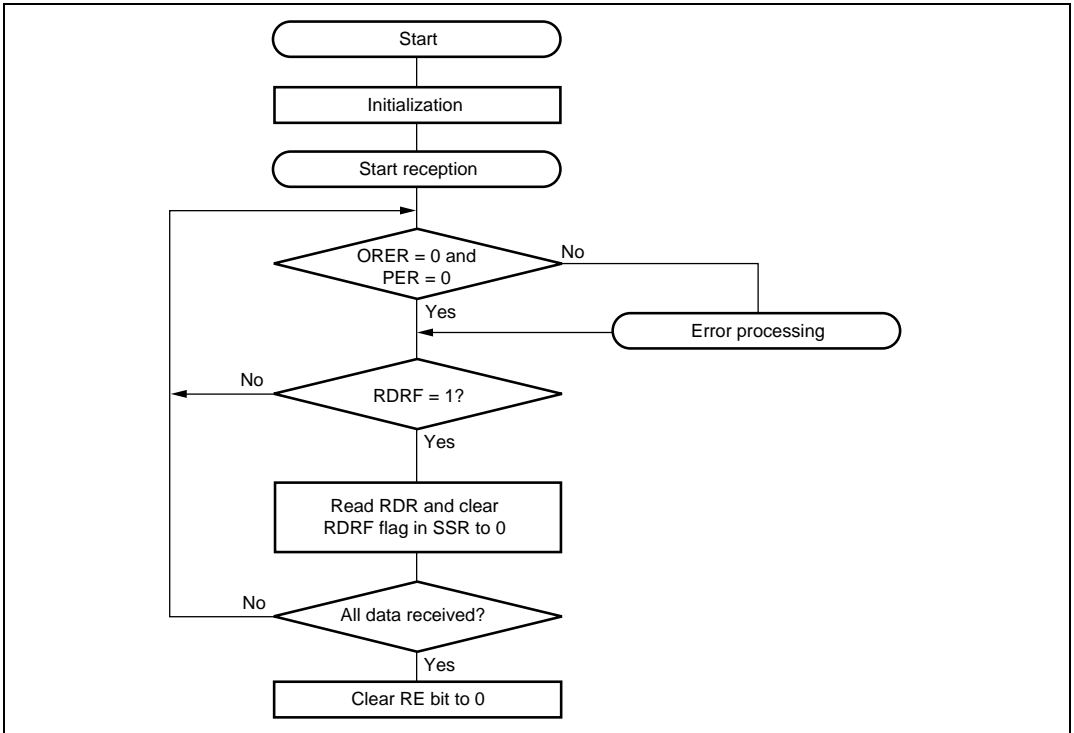 Start
Initialization
Start reception
ORER = 0 and
PER = 0
No
Yes
Error processing
No
RDRF = 1?
Yes
Read RDR and clear
RDRF flag in SSR to 0
No
All data received?
Yes
Clear RE bit to 0